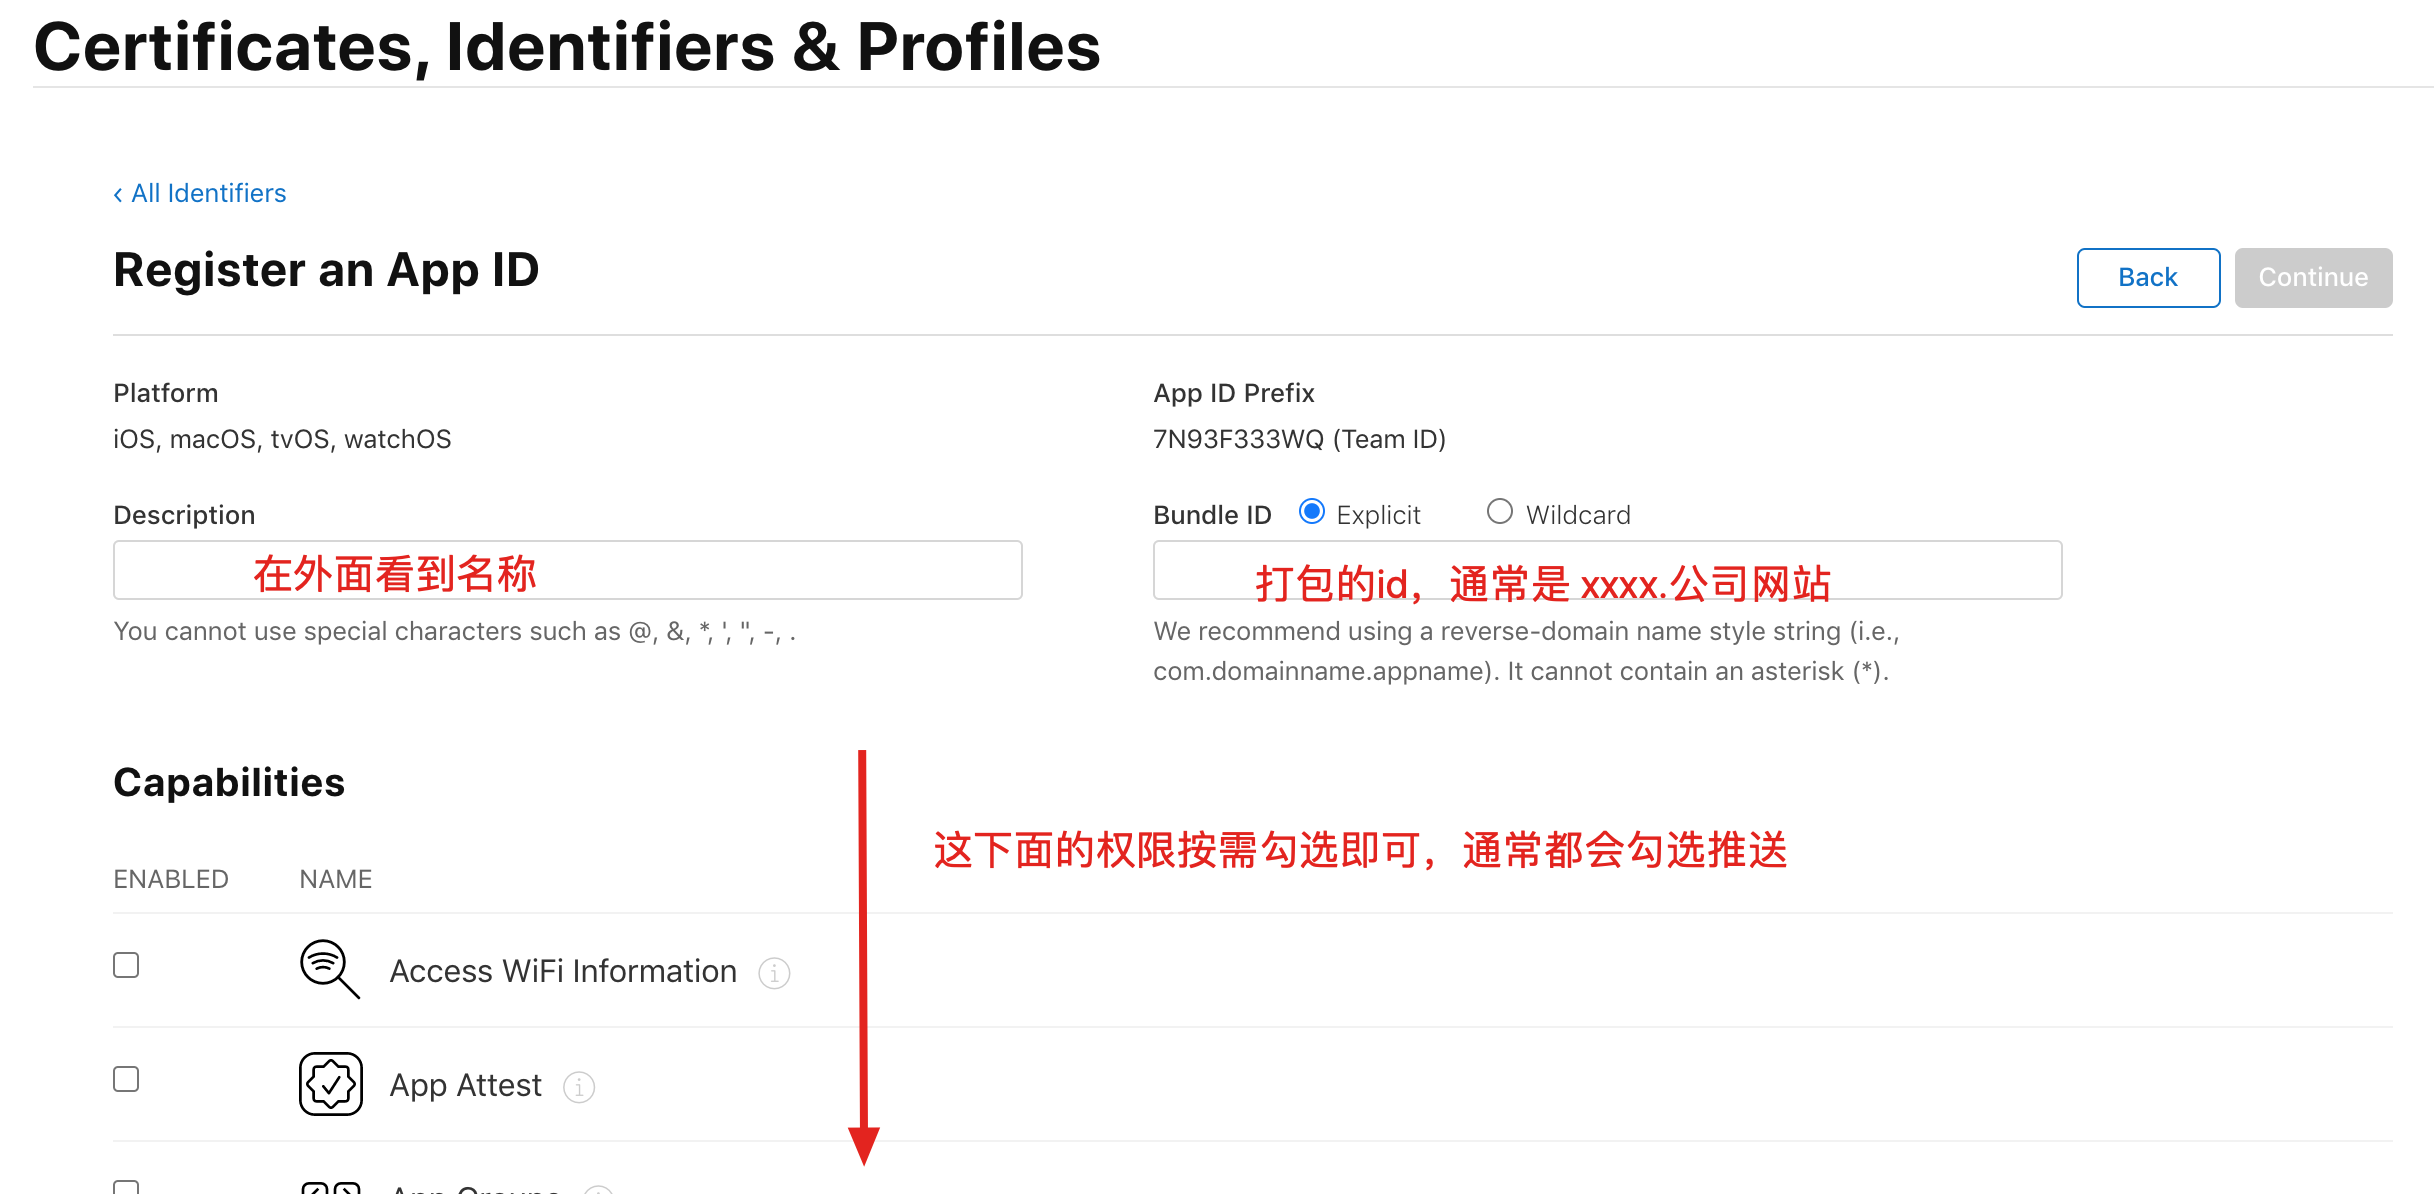 Certificates, Identifiers & Profiles
‹ All Identifiers
Register an App ID
Back
Continue
Platform
iOS, macOS, tvOS, watchOS
App ID Prefix
7N93F333WQ (Team ID)
Description
在外面看到名称
You cannot use special characters such as @, &, *, ', ", -, .
Bundle ID Explicit Wildcard
打包的id，通常是 xxxx.公司网站
We recommend using a reverse-domain name style string (i.e.,
com.domainname.appname). It cannot contain an asterisk (*).
Capabilities
这下面的权限按需勾选即可，通常都会勾选推送
ENABLED NAME
Access WiFi Information
App Attest
App Groups